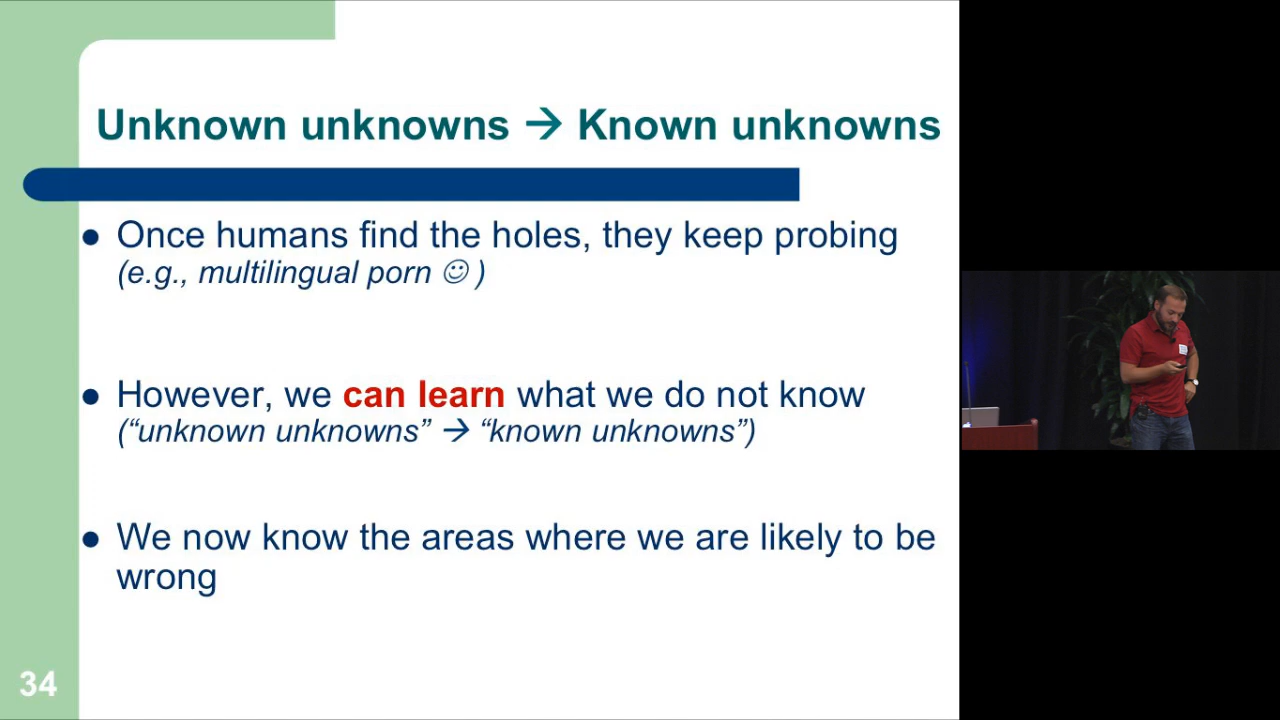 Unknown unknowns → Known unknowns
● Once humans find the holes, they keep probing
(e.g., multilingual porn ☺ )
● However, we can learn what we do not know
(“unknown unknowns” → “known unknowns”)
● We now know the areas where we are likely to be
wrong
34